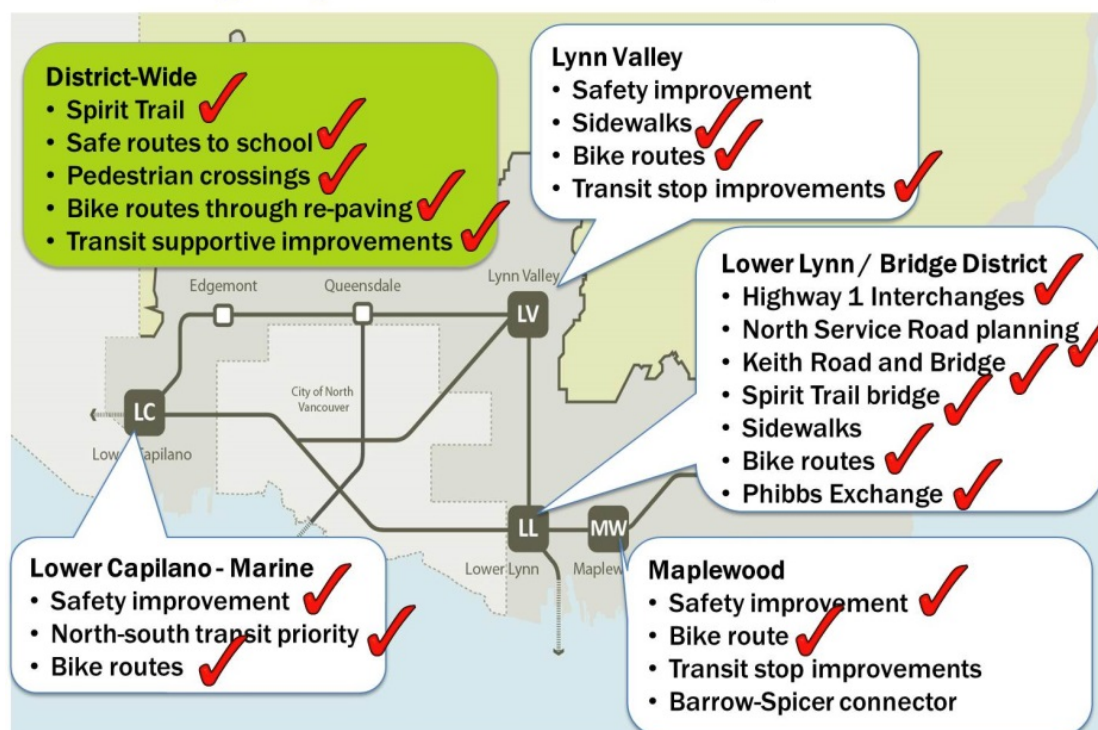 District-Wide
• Spirit Trail
• Safe routes to school
• Pedestrian crossings
• Bike routes through re-paving
• Transit supportive improvements
Lynn Valley
• Safety improvement
• Sidewalks
• Bike routes
• Transit stop improvements
Lower Lynn / Bridge District
• Highway 1 Interchanges
• North Service Road planning
• Keith Road and Bridge
• Spirit Trail bridge
• Sidewalks
• Bike routes
• Phibbs Exchange
Edgemont
Queensdale
Lynn Valley
LV
City of North
Vancouver
LC
Capilano
LL
MW
Lower Lynn
Lower Capilano - Marine
• Safety improvement
• North-south transit priority
• Bike routes
Maplewood
• Safety improvement
• Bike route
• Transit stop improvements
• Barrow-Spicer connector